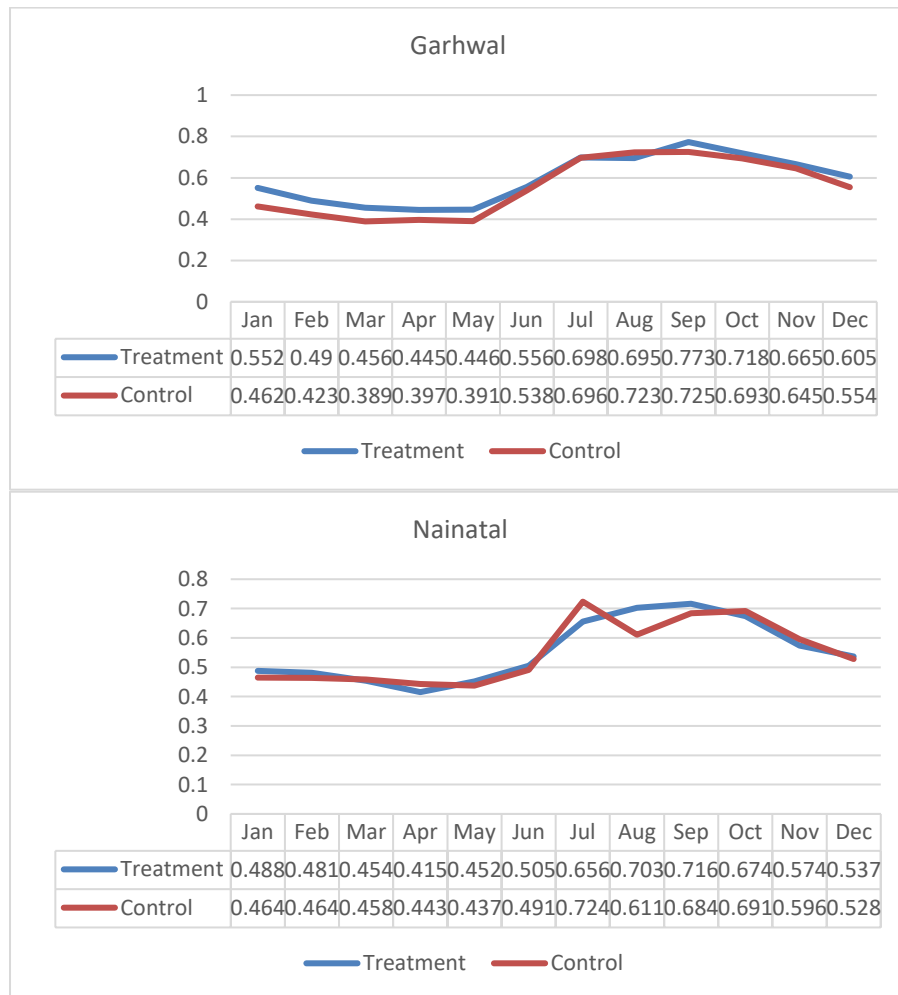 Garhwal
1
0.8
0.6
0.4
0.2
0
Jan Feb Mar Apr May Jun Jul Aug Sep Oct Nov Dec
Treatment 0.552 0.49 0.456 0.445 0.446 0.556 0.698 0.695 0.773 0.718 0.665 0.605
Control 0.462 0.423 0.389 0.397 0.391 0.538 0.696 0.723 0.725 0.693 0.645 0.554
Treatment Control
Nainatal
0.8
0.7
0.6
0.5
0.4
0.3
0.2
0.1
0
Jan Feb Mar Apr May Jun Jul Aug Sep Oct Nov Dec
Treatment 0.488 0.481 0.454 0.415 0.452 0.505 0.656 0.703 0.716 0.674 0.574 0.537
Control 0.464 0.464 0.458 0.443 0.437 0.491 0.724 0.611 0.684 0.691 0.596 0.528
Treatment Control